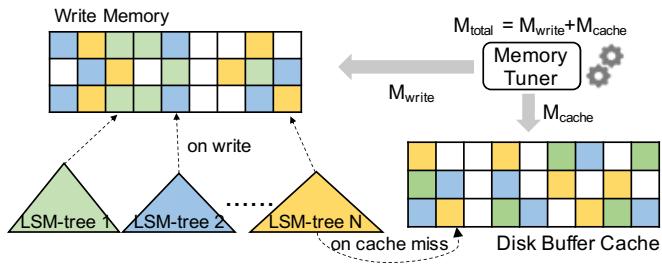 Write Memory
M_total = M_write+M_cache
Memory
Tuner
M_write
M_cache
on write
LSM-tree 1
LSM-tree 2
......
LSM-tree N
on cache miss
Disk Buffer Cache